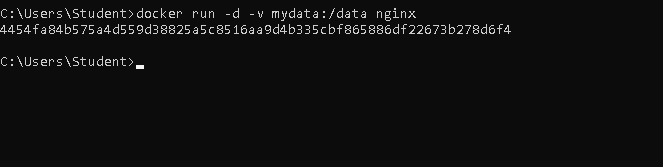 C:\Users\Student>docker run -d -v mydata:/data nginx
4454fa84b575a4d559d38825a5c8516aa9d4b335cbf865886df22673b278d6f4
C:\Users\Student>